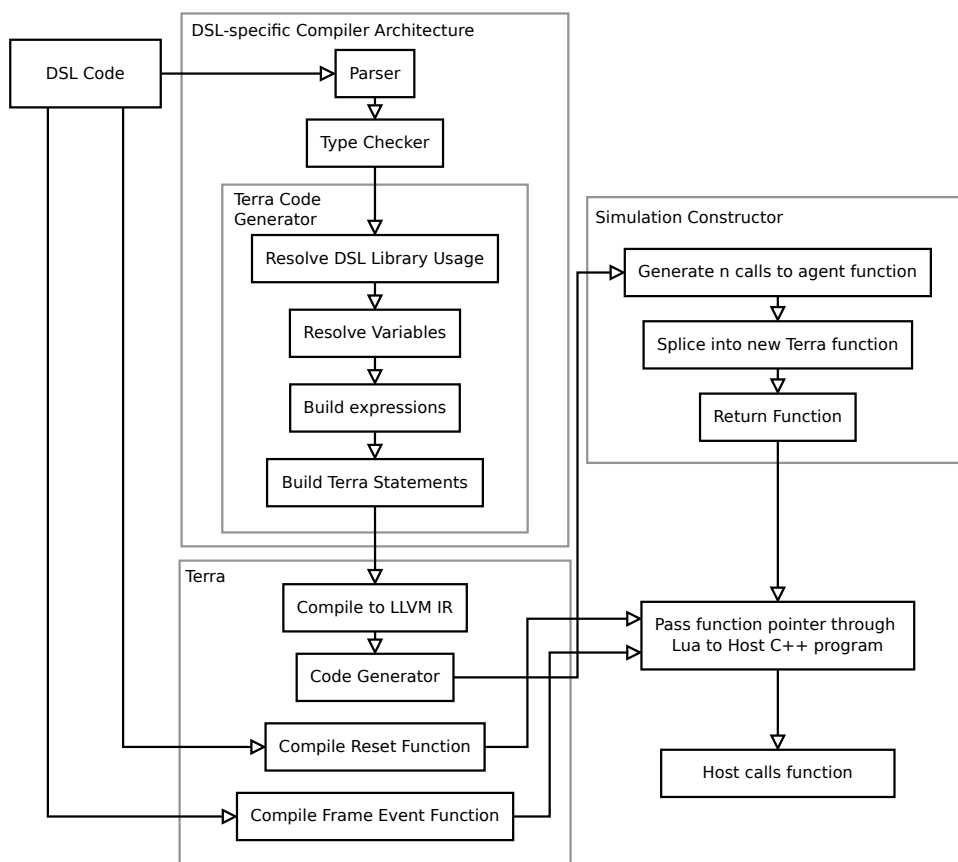 DSL-specific Compiler Architecture
DSL Code
Parser
Type Checker
Terra Code
Generator
Resolve DSL Library Usage
Resolve Variables
Build expressions
Build Terra Statements
Simulation Constructor
Generate n calls to agent function
Splice into new Terra function
Return Function
Terra
Compile to LLVM IR
Code Generator
Compile Reset Function
Compile Frame Event Function
Pass function pointer through
Lua to Host C++ program
Host calls function